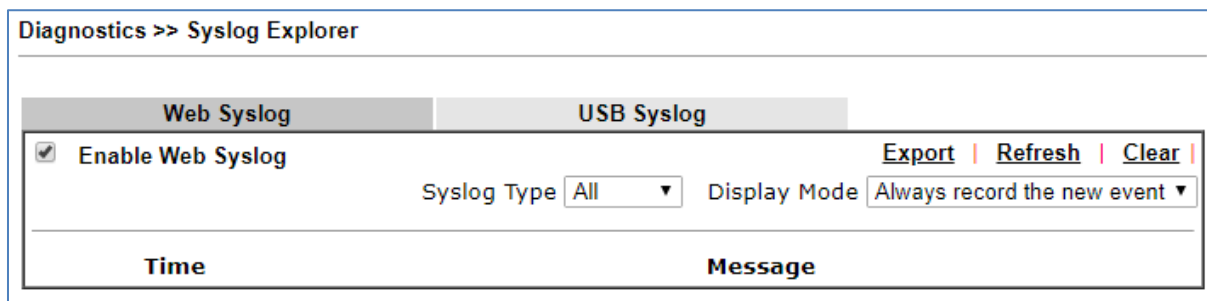 Diagnostics >> Syslog Explorer
Web Syslog USB Syslog
Enable Web Syslog Export | Refresh | Clear |
Syslog Type All Display Mode Always record the new event
Time Message